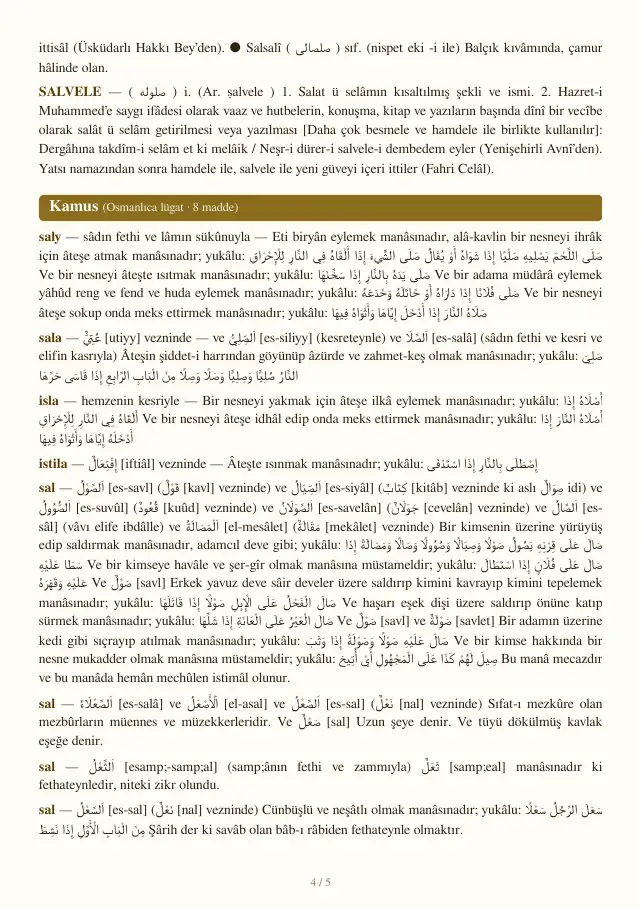 ittisâl (Üsküdarlı Hakkı Bey'den). ● Salsalî ( صلصالی ) sıf. (nispet eki -i ile) Balçık kıvâmında, çamur
hâlinde olan.
SALVELE — ( صلوله ) i. (Ar. ṣalvele ) 1. Salat ü selâmın kısaltılmış şekli ve ismi. 2. Hazret-i
Muhammed'e saygı ifâdesi olarak vaaz ve hutbelerin, konuşma, kitap ve yazıların başında dînî bir vecîbe
olarak salât ü selâm getirilmesi veya yazılması [Daha çok besmele ve hamdele ile birlikte kullanılır]:
Dergâhına takdîm-i selâm et ki melâik / Neşr-i dürer-i salvele-i dembedem eyler (Yenişehirli Avnî'den).
Yatsı namazından sonra hamdele ile, salvele ile yeni güveyi içeri ittiler (Fahri Celâl).
Kamus (Osmanlıca lügat · 8 madde)
saly — sâdın fethi ve lâmın sükûnuyla — Eti biryân eylemek manâsınadır, alâ-kavlin bir nesneyi ihrâk
için âteşe atmak manâsınadır; yukâlu: صَلَى اللَّحْمَ يَصْلِيهِ صَلْيًا إِذَا شَوَاهُ أَوْ يُقَالُ صَلَى الشَّيْءَ إِذَا أَلْقَاهُ فِي النَّارِ لِلْإِحْرَاقِ
Ve bir nesneyi âteşte ısıtmak manâsınadır; yukâlu: صَلَى يَدَهُ بِالنَّارِ إِذَا سَخَّنَهَا Ve bir adama müdârâ eylemek
yâhûd reng ve fend ve huda eylemek manâsınadır; yukâlu: صَلَى فُلَانًا إِذَا دَارَاهُ أَوْ خَاتَلَهُ وَخَدَعَهُ Ve bir nesneyi
âteşe sokup onda meks ettirmek manâsınadır; yukâlu: صَلَاهُ النَّارَ إِذَا أَدْخَلَ إِيَّاهَا وَأَثْوَاهُ فِيهَا
sala — عُتِيٌّ [utiyy] vezninde — ve اَلصِّلِيُّ [es-siliyy] (kesreteynle) ve اَلصَّلَا [es-salâ] (sâdın fethi ve kesri ve
elifin kasrıyla) Âteşin şiddet-i harrından göyünüp âzürde ve zahmet-keş olmak manâsınadır; yukâlu: صَلِيَ
النَّارَ صُلِيًّا وَصِلِيًّا وَصَلًا وَصِلًا مِنَ الْبَابِ الرَّابِعِ إِذَا قَاسَى حَرَّهَا
isla — hemzenin kesriyle — Bir nesneyi yakmak için âteşe ilkâ eylemek manâsınadır; yukâlu: أَصْلَاهُ إِذَا
أَلْقَاهُ فِي النَّارِ لِلْإِحْرَاقِ Ve bir nesneyi âteşe idhâl edip onda meks ettirmek manâsınadır; yukâlu: أَصْلَاهُ النَّارَ إِذَا
أَدْخَلَهُ إِيَّاهَا وَأَثْوَاهُ فِيهَا
istila — اِفْتِعَالٌ [iftiâl] vezninde — Âteşte ısınmak manâsınadır; yukâlu: اِصْطَلَى بِالنَّارِ إِذَا اسْتَدْفَى
sal — اَلصَّوْلُ [es-savl] (قَوْلٌ [kavl] vezninde) ve اَلصِّيَالُ [es-siyâl] (كِتَابٌ [kitâb] vezninde ki aslı صِوَالٌ idi) ve
اَلصُّؤُولُ [es-suvûl] (قُعُودٌ [kuûd] vezninde) ve اَلصَّوَلَانُ [es-savelân] (جَوَلَانٌ [cevelân] vezninde) ve اَلصَّالُ [es-
sâl] (vâvı elife ibdâlle) ve اَلْمَصَالَةُ [el-mesâlet] (مَقَالَةٌ [mekâlet] vezninde) Bir kimsenin üzerine yürüyüş
edip saldırmak manâsınadır, adamcıl deve gibi; yukâlu: صَالَ عَلَى قِرْنِهِ يَصُولُ صَوْلًا وَصِيَالًا وَصُؤُولًا وَصَالًا وَمَصَالَةً إِذَا
سَطَا عَلَيْهِ Ve bir kimseye havâle ve şer-gîr olmak manâsına müstameldir; yukâlu: صَالَ عَلَى فُلَانٍ إِذَا اسْتَطَالَ
عَلَيْهِ وَقَهَرَهُ Ve صَوْلٌ [savl] Erkek yavuz deve sâir develer üzere saldırıp kimini kavrayıp kimini tepelemek
manâsınadır; yukâlu: صَالَ الْفَحْلُ عَلَى الْإِبِلِ صَوْلًا إِذَا قَاتَلَهَا Ve haşarı eşek dişi üzere saldırıp önüne katıp
sürmek manâsınadır; yukâlu: صَالَ الْعَيْرُ عَلَى الْعَانَةِ إِذَا شَلَّهَا Ve صَوْلٌ [savl] ve صَوْلَةٌ [savlet] Bir adamın üzerine
kedi gibi sıçrayıp atılmak manâsınadır; yukâlu: صَالَ عَلَيْهِ صَوْلًا وَصَوْلَةً إِذَا وَثَبَ Ve bir kimse hakkında bir
nesne mukadder olmak manâsına müstameldir; yukâlu: صِيلَ لَهُمْ كَذَا عَلَى الْمَجْهُولِ أَيْ أُتِيحَ Bu manâ mecazdır
ve bu manâda hemân mechûlen istimâl olunur.
sal — اَلصَّعْلَاءُ [es-salâ] ve اَلْأَصْعَلُ [el-asal] ve اَلصَّعْلُ [es-sal] (نَعْلٌ [nal] vezninde) Sıfat-ı mezkûre olan
mezbûrların müennes ve müzekkerleridir. Ve صَعْلٌ [sal] Uzun şeye denir. Ve tüyü dökülmüş kavlak
eşeğe denir.
sal — اَلثَّعْلُ [esamp;-samp;al] (samp;ânın fethi ve zammıyla) ثَعَلٌ [samp;eal] manâsınadır ki
fethateynledir, niteki zikr olundu.
sal — اَلسَّعْلُ [es-sal] (نَعْلٌ [nal] vezninde) Cünbüşlü ve neşâtlı olmak manâsınadır; yukâlu: سَعَلَ الرَّجُلُ سَعْلًا
مِنَ الْبَابِ الْأَوَّلِ إِذَا نَشِطَ Şârih der ki savâb olan bâb-ı râbiden fethateynle olmaktır.
4 / 5